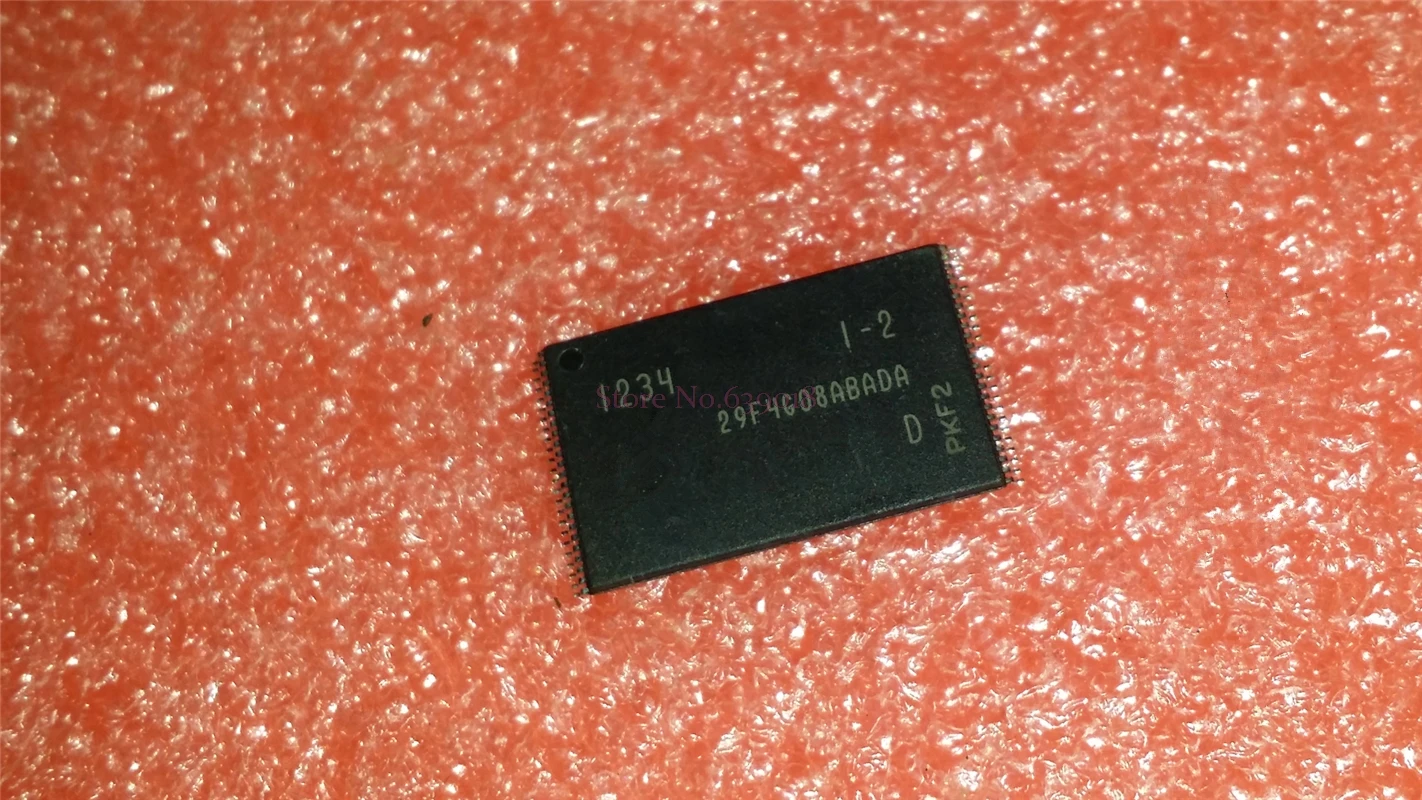 1-2
1234
29F4G08ABADA
D
PKF2
Store No.